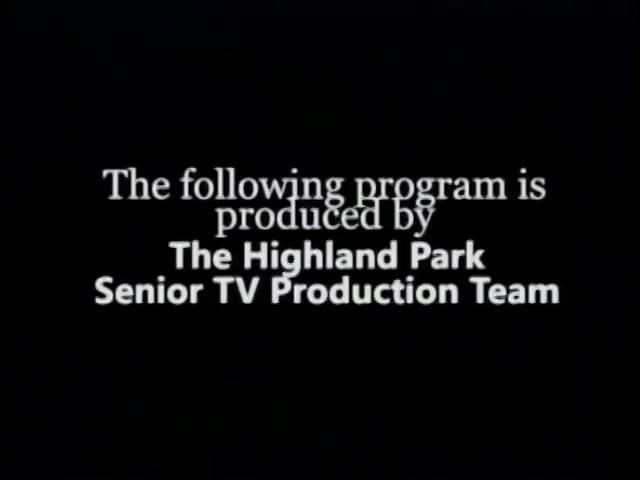 The following program is
produced by
The Highland Park
Senior TV Production Team